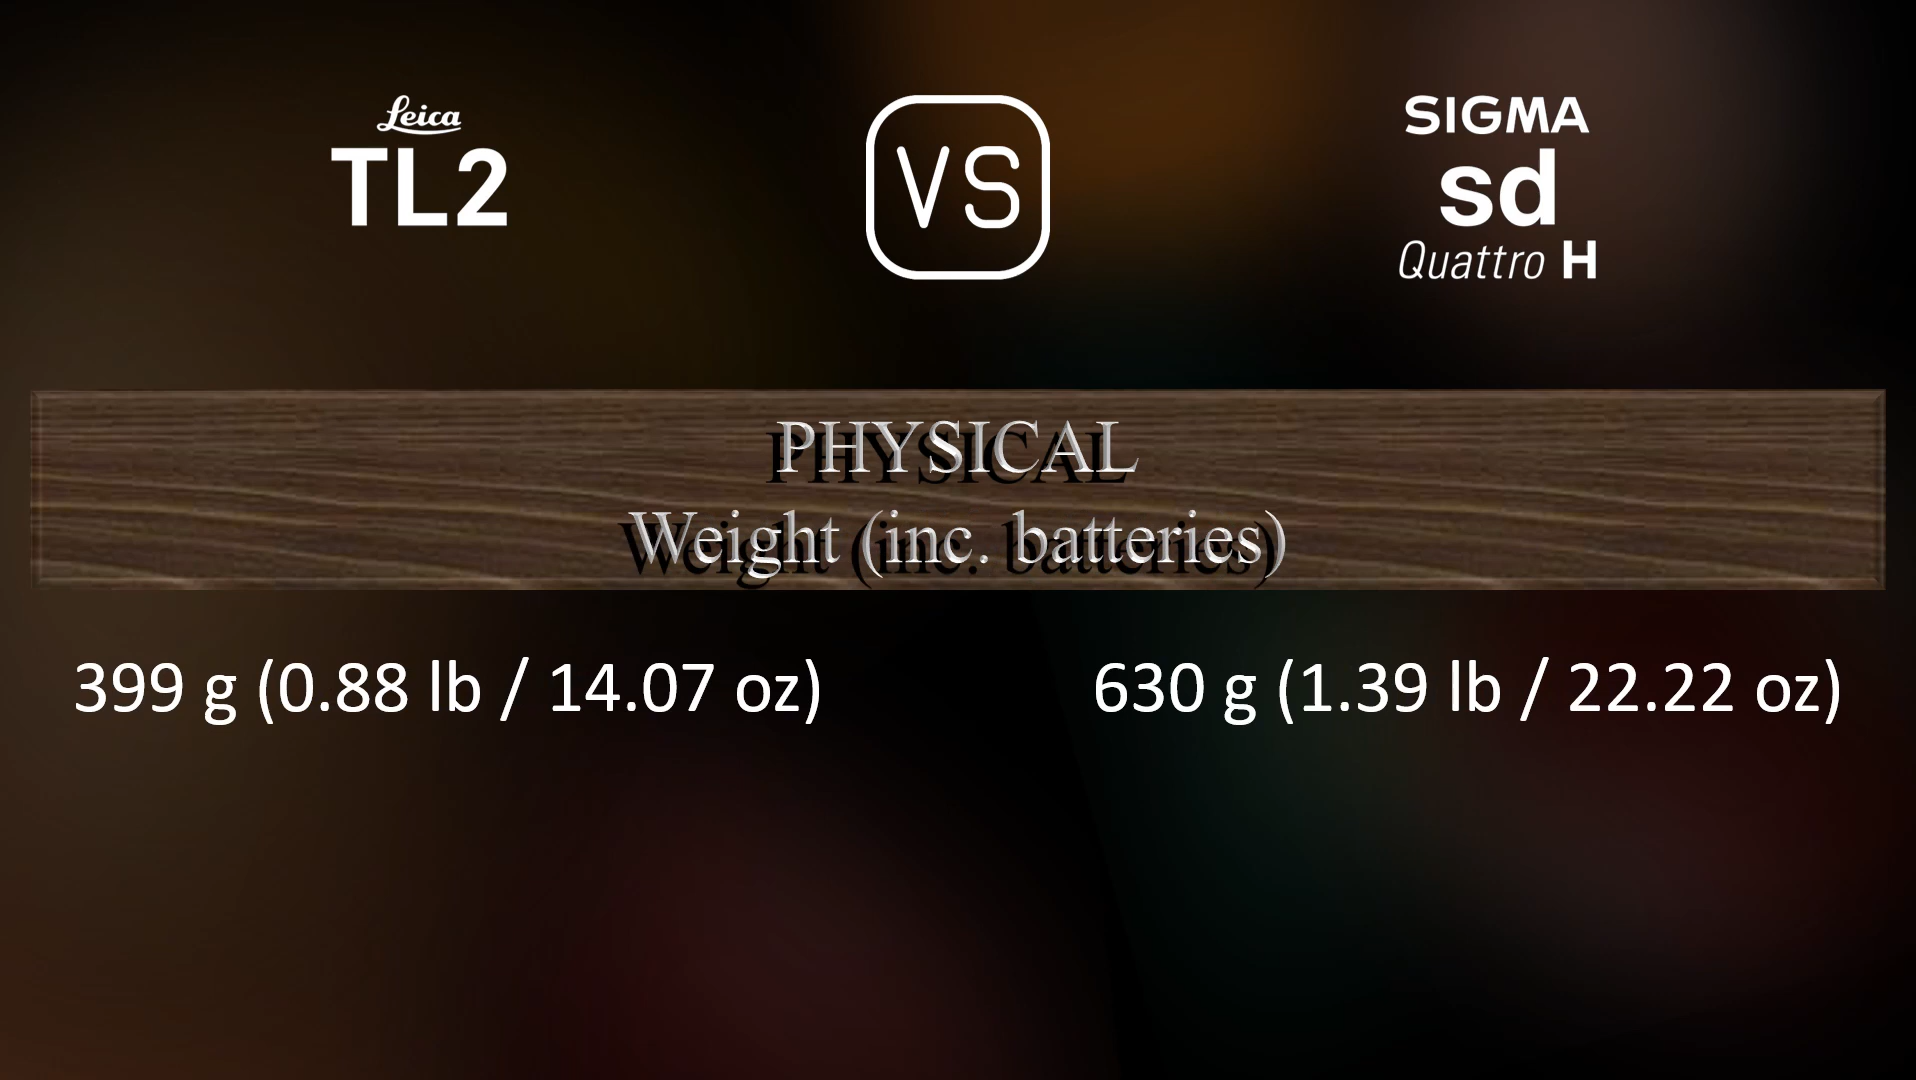 Leica
TL2
VS
SIGMA
sd
Quattro H
PHYSICAL
Weight (inc. batteries)
399 g (0.88 lb / 14.07 oz)
630 g (1.39 lb / 22.22 oz)